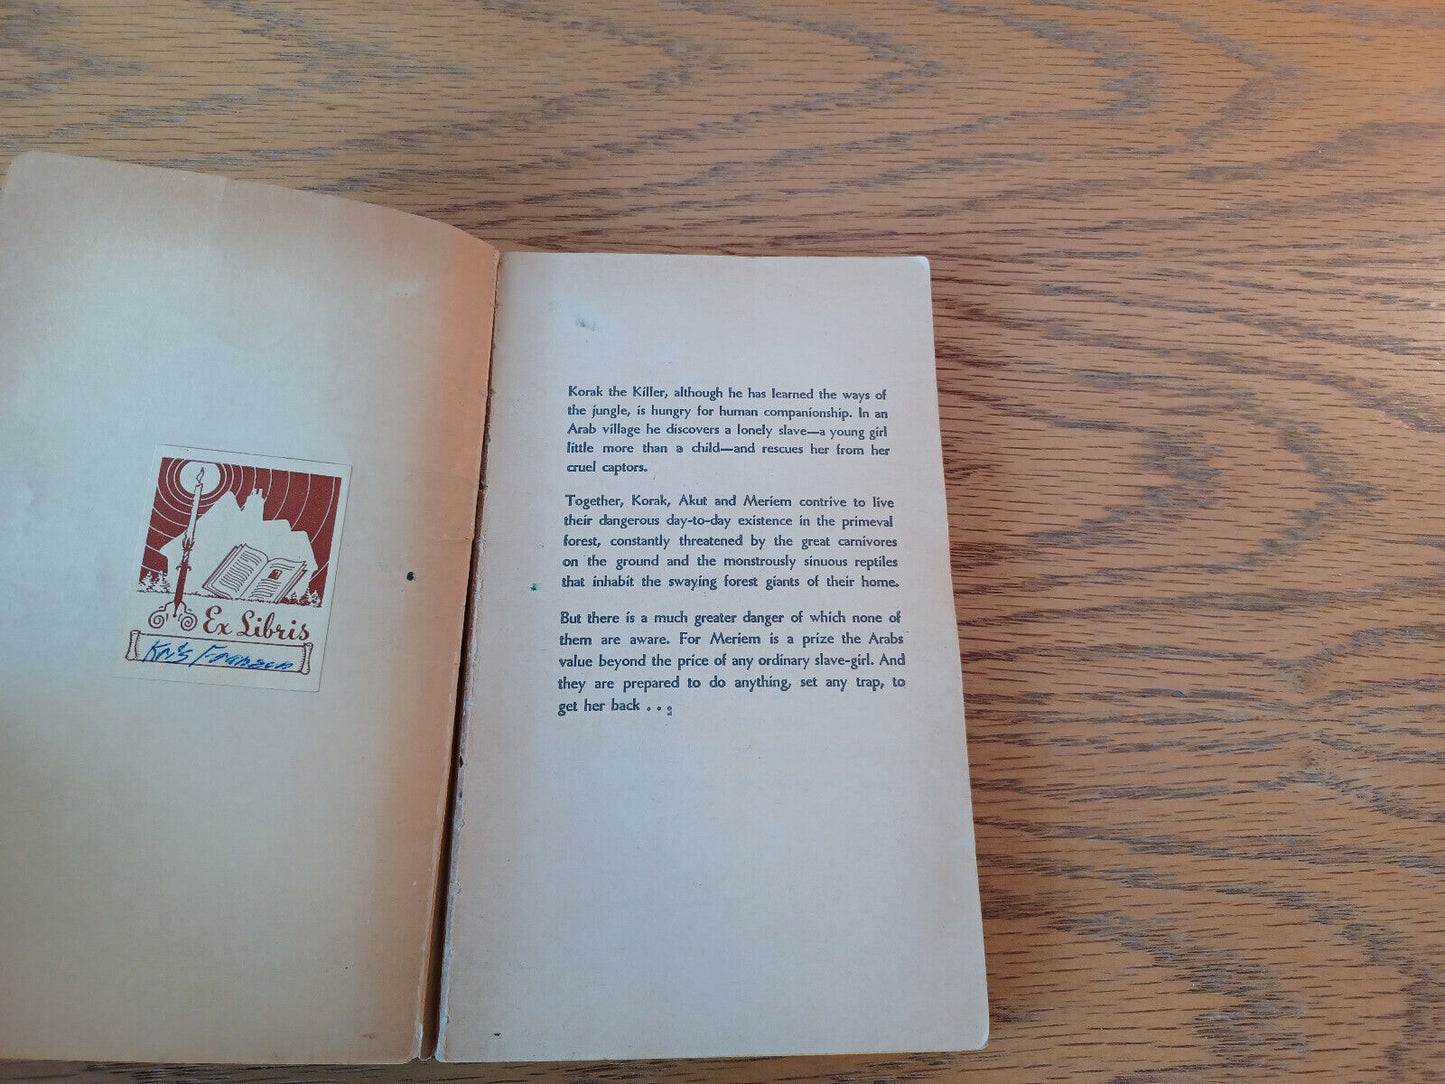 Ex Libris
Kris Franzen
Korak the Killer, although he has learned the ways of
the jungle, is hungry for human companionship. In an
Arab village he discovers a lonely slave—a young girl
little more than a child—and rescues her from her
cruel captors.
Together, Korak, Akut and Meriem contrive to live
their dangerous day-to-day existence in the primeval
forest, constantly threatened by the great carnivores
on the ground and the monstrously sinuous reptiles
that inhabit the swaying forest giants of their home.
But there is a much greater danger of which none of
them are aware. For Meriem is a prize the Arabs
value beyond the price of any ordinary slave-girl. And
they are prepared to do anything, set any trap, to
get her back . . .